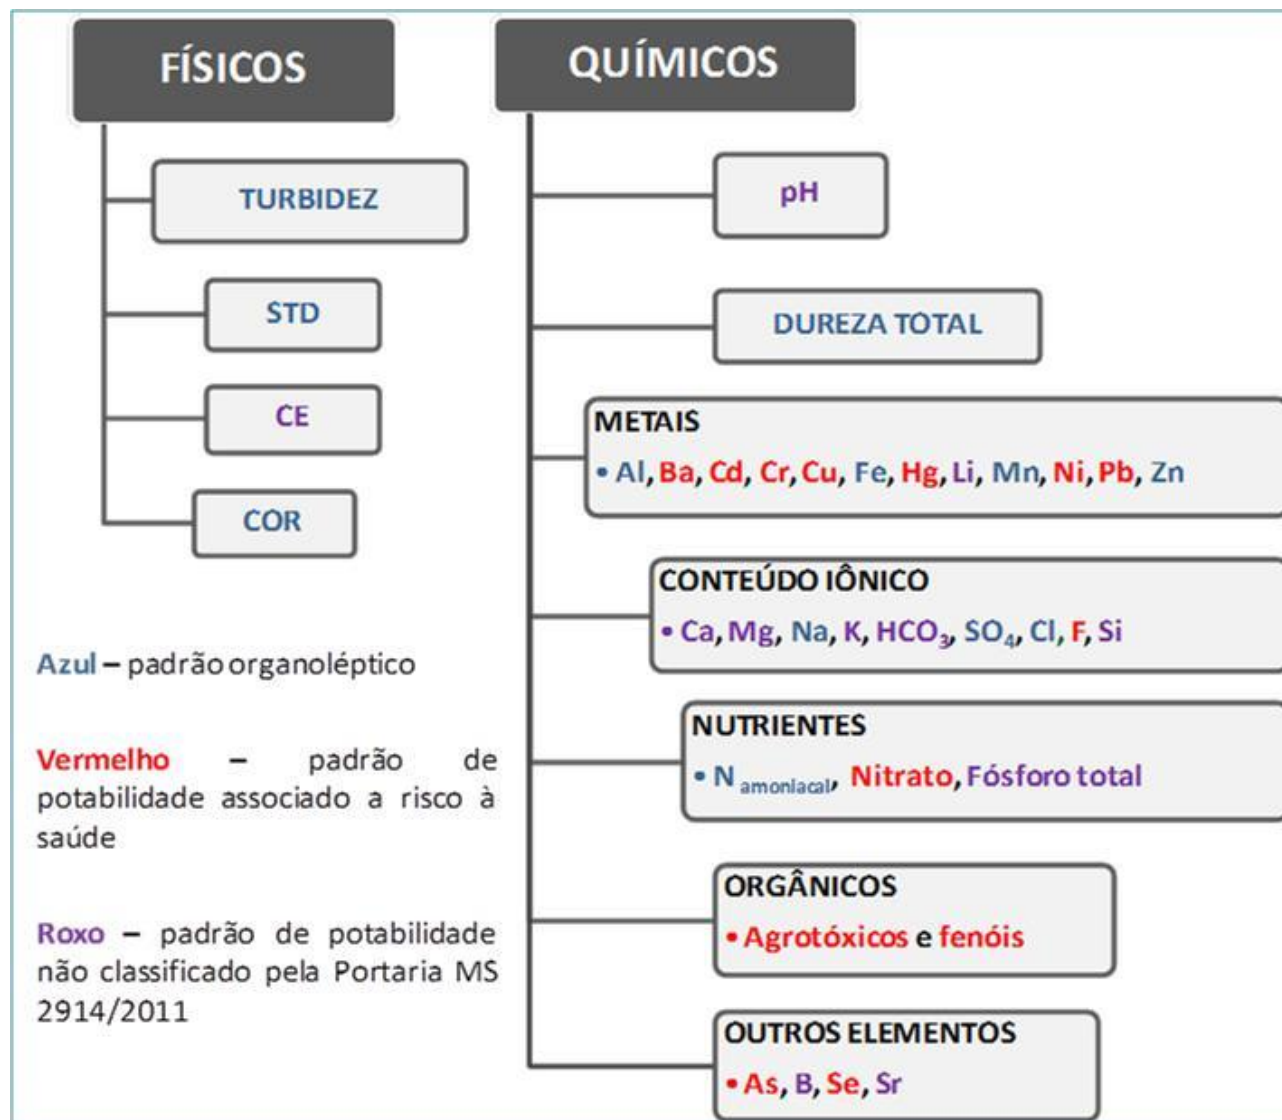 FÍSICOS
TURBIDEZ
STD
CE
COR
Azul – padrão organoléptico
Vermelho – padrão de
potabilidade associado a risco à
saúde
Roxo – padrão de potabilidade
não classificado pela Portaria MS
2914/2011
QUÍMICOS
pH
DUREZA TOTAL
METAIS
• Al, Ba, Cd, Cr, Cu, Fe, Hg, Li, Mn, Ni, Pb, Zn
CONTEÚDO IÔNICO
• Ca, Mg, Na, K, HCO₃, SO₄, Cl, F, Si
NUTRIENTES
• N amoniacal, Nitrato, Fósforo total
ORGÂNICOS
• Agrotóxicos e fenóis
OUTROS ELEMENTOS
• As, B, Se, Sr